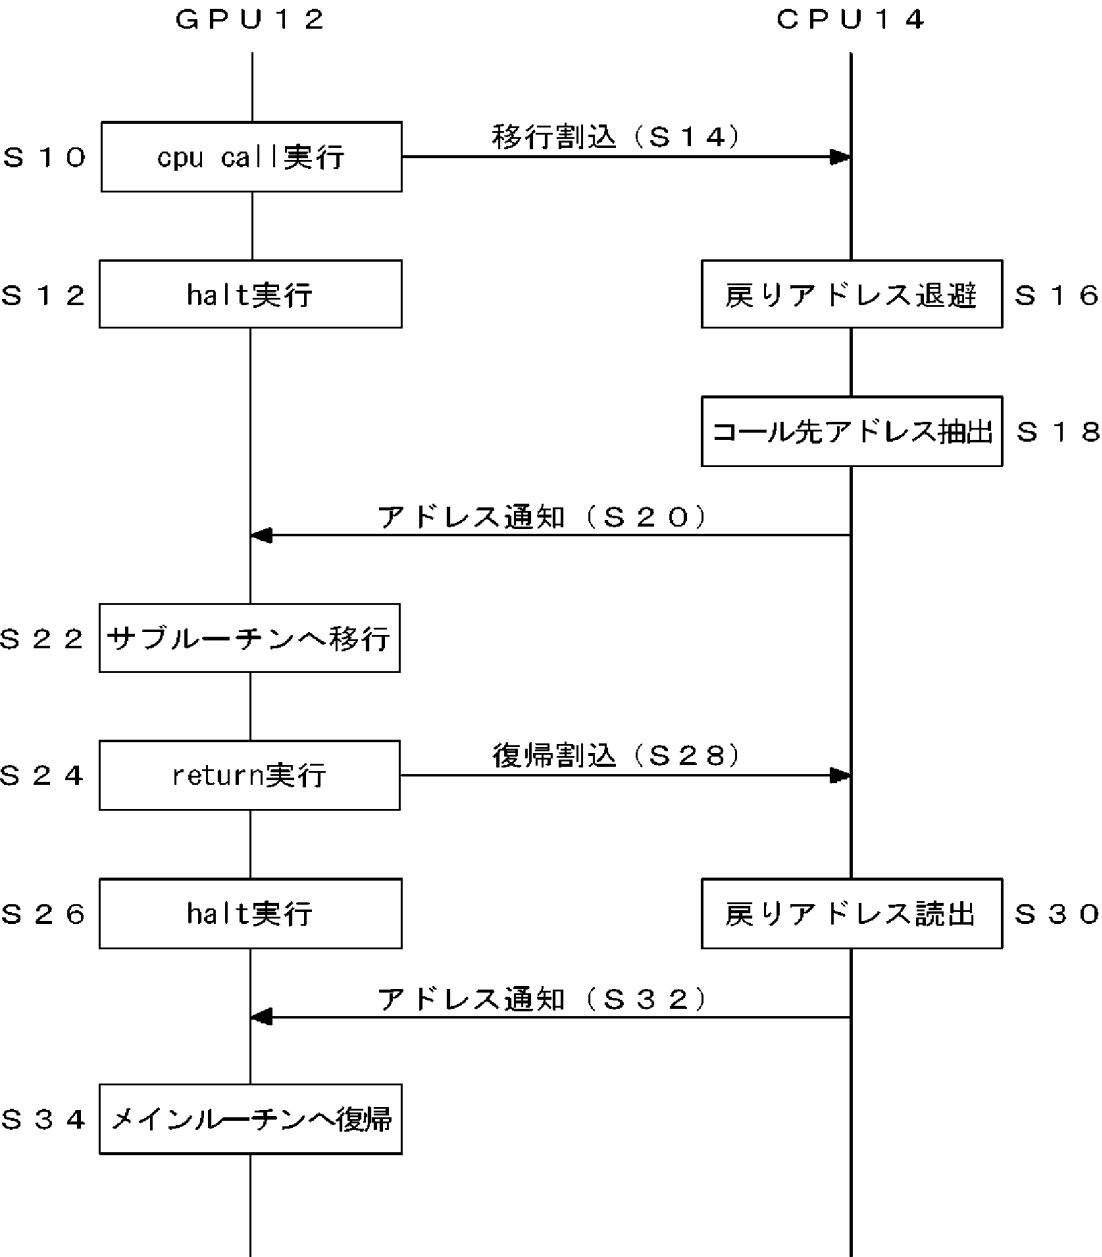 GPU12
CPU14
移行割込(S14)
S10
cpu call実行
S12
halt実行
戻りアドレス退避
S16
コール先アドレス抽出
S18
アドレス通知(S20)
S22
サブルーチンへ移行
復帰割込(S28)
S24
return実行
S26
halt実行
戻りアドレス読出
S30
アドレス通知(S32)
S34
メインルーチンへ復帰